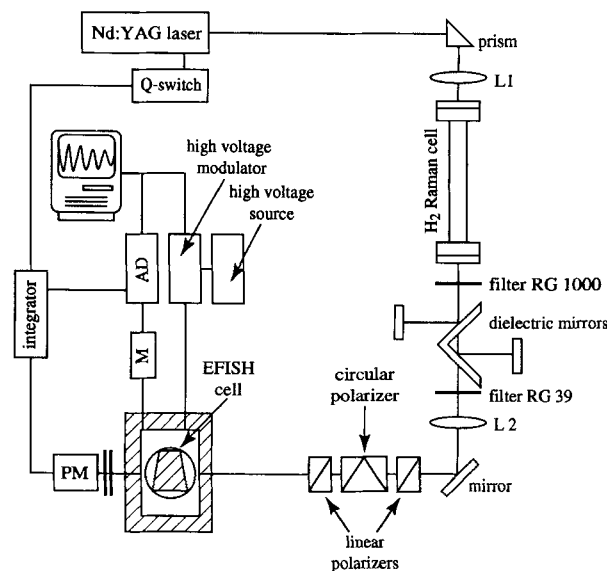 Nd:YAG laser
prism
Q-switch
L1
high voltage
modulator
high voltage
source
H2 Raman cell
AD
integrator
filter RG 1000
dielectric mirrors
M
EFISH
cell
circular
polarizer
filter RG 39
L 2
PM
mirror
linear
polarizers